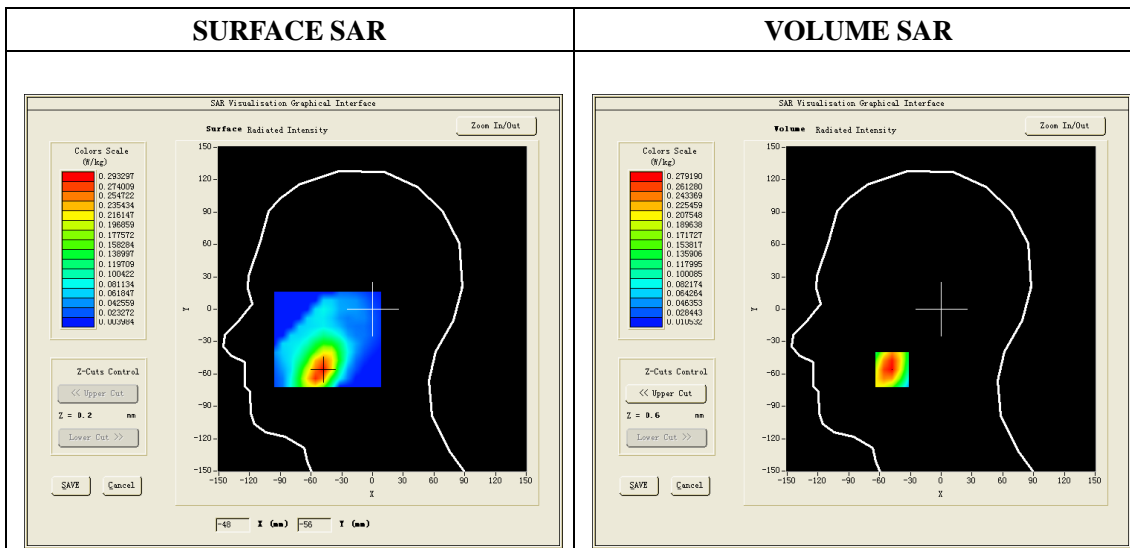 SURFACE SAR
SAR Visualisation Graphical Interface
Surface Radiated Intensity
Zoom In/Out
Colors Scale
(W/kg)
0.293297
0.274009
0.254722
0.235434
0.216147
0.196859
0.177572
0.158284
0.138997
0.119709
0.100422
0.081134
0.061847
0.042559
0.023272
0.003984
Z-Cuts Control
<< Upper Cut
Z = 0.2 mm
Lower Cut >>
SAVE Cancel
150
120
90
60
30
0
-30
-60
-90
-120
-150
Y
-150 -120 -90 -60 -30 0 30 60 90 120 150
X
-48 X (mm) -56 Y (mm)
VOLUME SAR
SAR Visualisation Graphical Interface
Volume Radiated Intensity
Zoom In/Out
Colors Scale
(W/kg)
0.279190
0.261280
0.243369
0.225459
0.207548
0.189638
0.171727
0.153817
0.135906
0.117995
0.100085
0.082174
0.064264
0.046353
0.028443
0.010532
Z-Cuts Control
<< Upper Cut
Z = 0.6 mm
Lower Cut >>
SAVE Cancel
150
120
90
60
30
0
-30
-60
-90
-120
-150
Y
-150 -120 -90 -60 -30 0 30 60 90 120 150
X